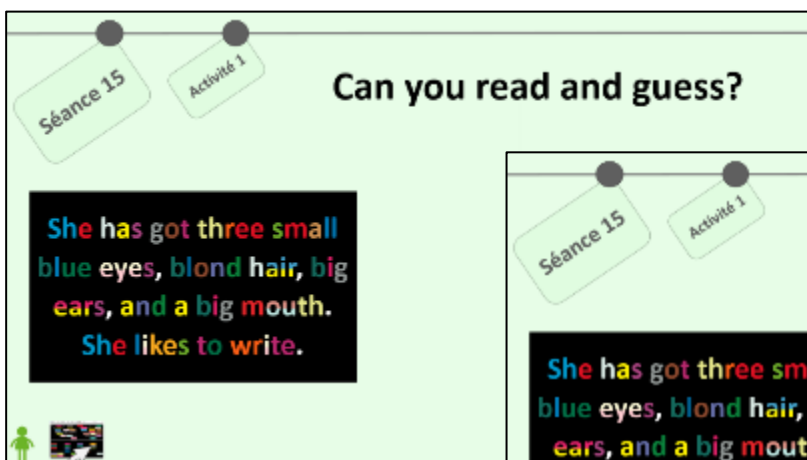 Séance 15
Activité 1
Can you read and guess?
She has got three small
blue eyes, blond hair, big
ears, and a big mouth.
She likes to write.
Séance 15
Activité 1
She has got three sm
blue eyes, blond hair,
ears, and a big mout